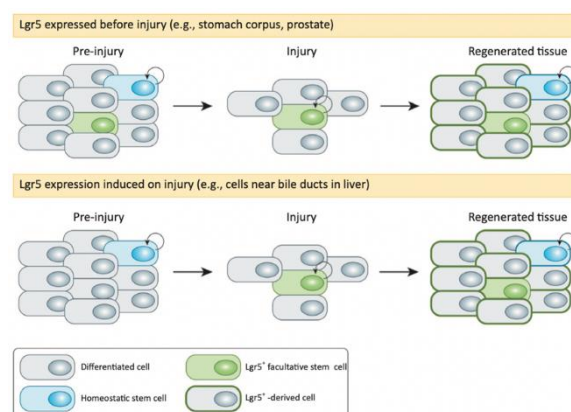 Lgr5 expressed before injury (e.g., stomach corpus, prostate)
Pre-injury Injury Regenerated tissue
Lgr5 expression induced on injury (e.g., cells near bile ducts in liver)
Pre-injury Injury Regenerated tissue
Differentiated cell Lgr5⁺ facultative stem cell
Homeostatic stem cell Lgr5⁺ -derived cell